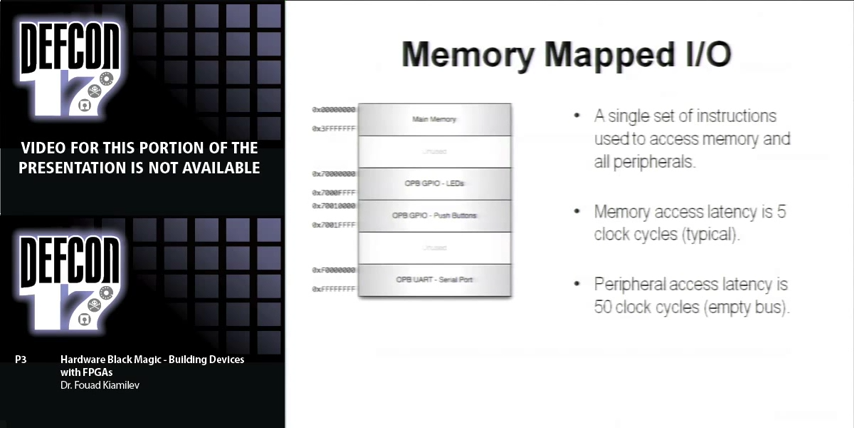 DEFCON
17
VIDEO FOR THIS PORTION OF THE
PRESENTATION IS NOT AVAILABLE
DEFCON
17
P3 Hardware Black Magic - Building Devices
with FPGAs
Dr. Fouad Kiamilev
Memory Mapped I/O
0x00000000
Main Memory
0x3FFFFFFF
0x70000000
OPB GPIO - LEDs
0x7000FFFF
0x70010000
OPB GPIO - Push Buttons
0x7001FFFF
0xF0000000
OPB UART - Serial Port
0xFFFFFFFF
• A single set of instructions
used to access memory and
all peripherals.
• Memory access latency is 5
clock cycles (typical).
• Peripheral access latency is
50 clock cycles (empty bus).